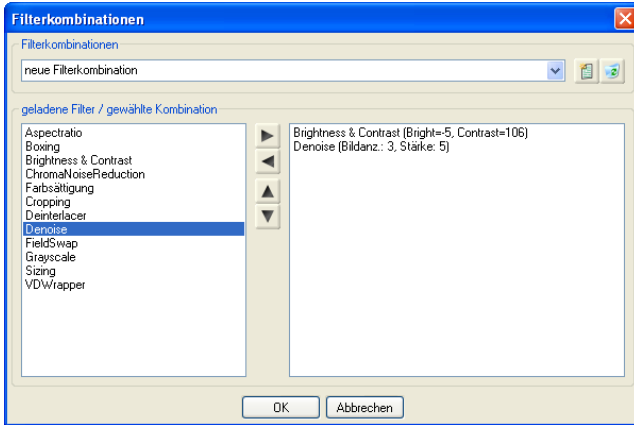 Filterkombinationen
Filterkombinationen
neue Filterkombination
geladene Filter / gewählte Kombination
Aspectratio
Boxing
Brightness & Contrast
ChromaNoiseReduction
Farbsättigung
Cropping
Deinterlacer
Denoise
FieldSwap
Grayscale
Sizing
VDWrapper
Brightness & Contrast (Bright=-5, Contrast=106)
Denoise (Bildanz.: 3, Stärke: 5)
OK
Abbrechen